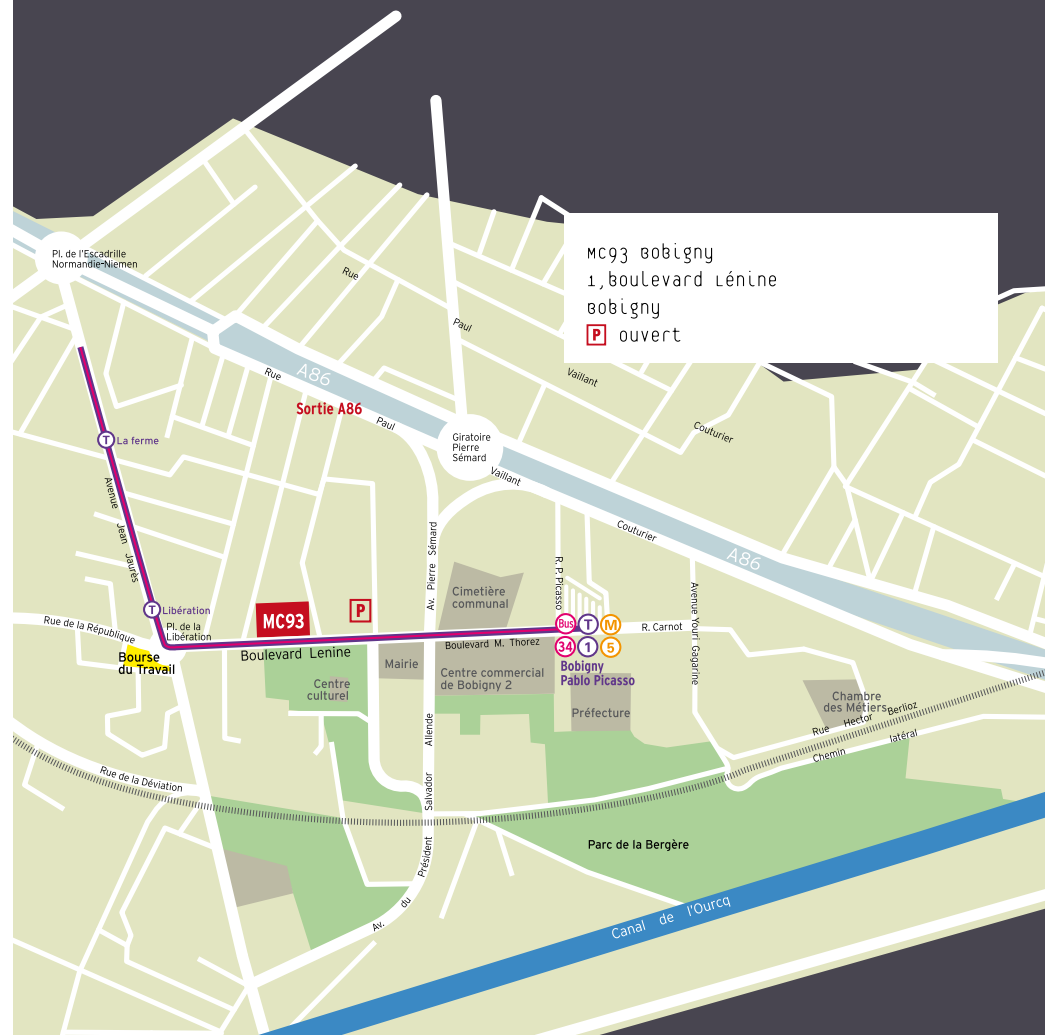 Pl. de l'Escadrille
Normandie-Niemen
MC93 Bobigny
1, Boulevard Lénine
Bobigny
P ouvert
Rue
Paul
Vaillant
Couturier
A86
Rue
Sortie A86
Paul
Giratoire
Pierre
Sémard
Vaillant
Couturier
A86
T La ferme
Avenue Jean Jaurès
Av. Pierre Sémard
R. P. Picasso
Avenue Youri Gagarine
Cimetière
communal
T Libération
Pl. de la
Libération
Rue de la République
MC93
P
Bus T M
34 1 5
R. Carnot
Boulevard M. Thorez
Boulevard Lenine
Bourse
du Travail
Mairie
Bobigny
Pablo Picasso
Centre commercial
de Bobigny 2
Centre
culturel
Préfecture
Chambre
des Métiers
Rue Hector Berlioz
Chemin latéral
Rue de la Déviation
Av. du Président Salvador Allende
Parc de la Bergère
Canal de l'Ourcq